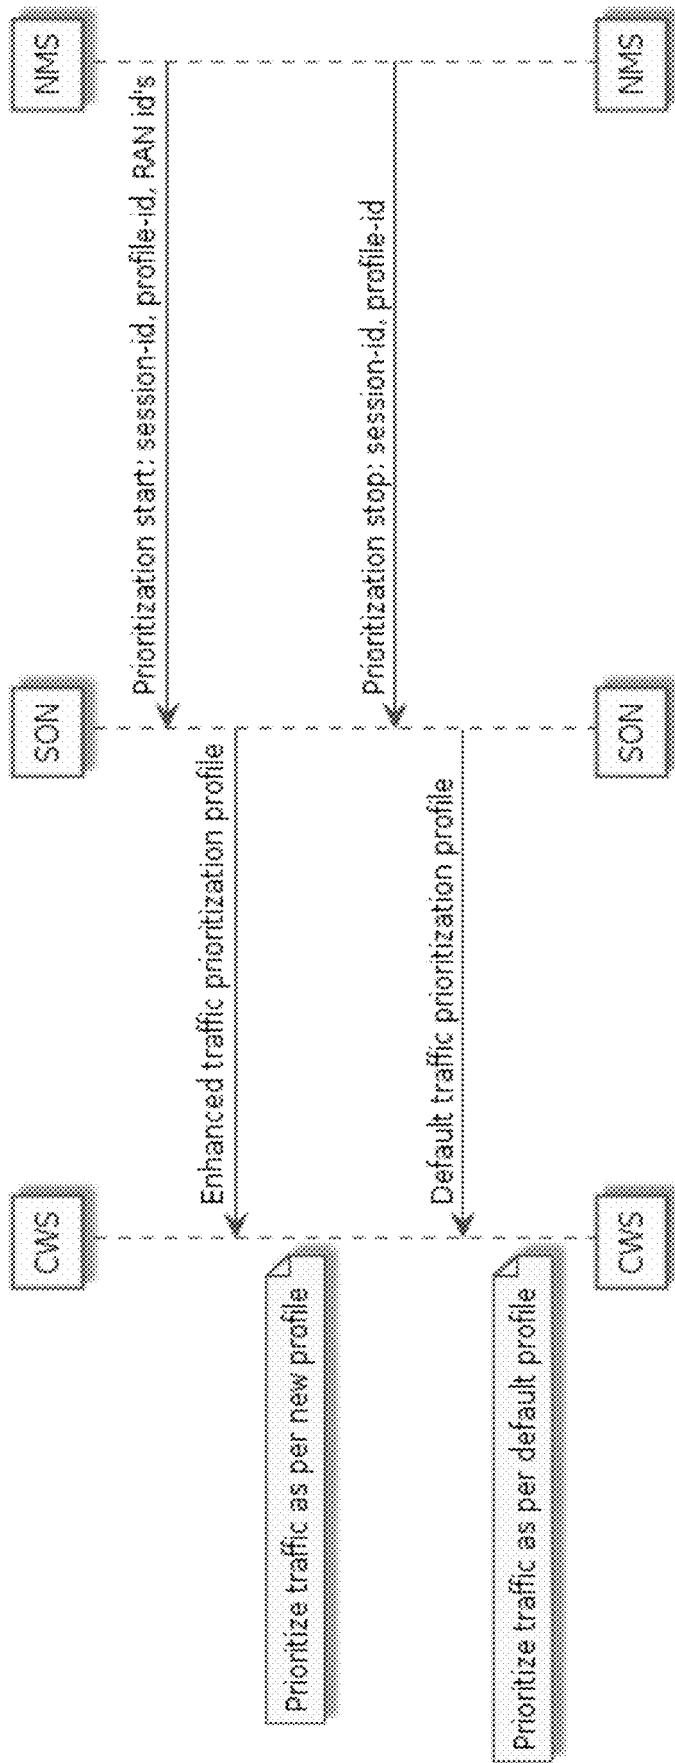 CWS
SON
NMS
Prioritization start: session-id, profile-id, RAN id's
Enhanced traffic prioritization profile
Prioritize traffic as per new profile
Prioritization stop: session-id, profile-id
Default traffic prioritization profile
Prioritize traffic as per default profile
CWS
SON
NMS